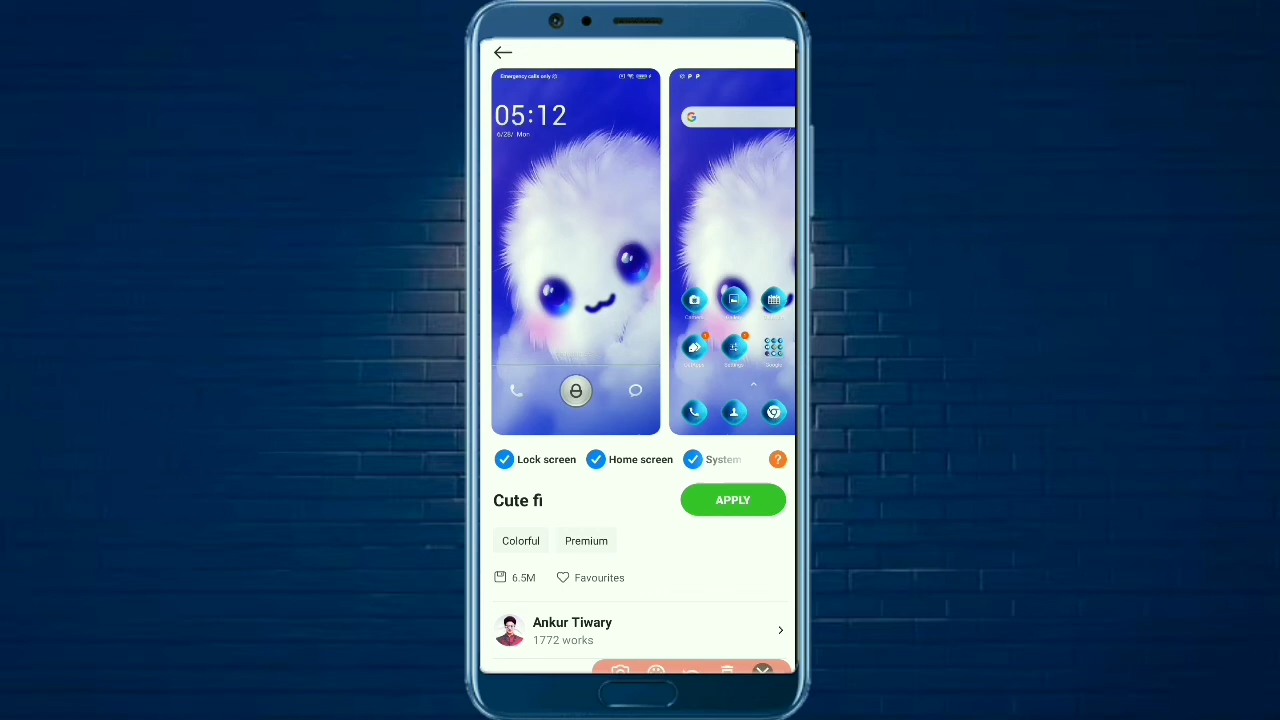 Emergency calls only
05:12
6/28/ Mon
Lock screen
Home screen
System
?
Cute fi
APPLY
Colorful
Premium
6.5M
Favourites
Ankur Tiwary
1772 works